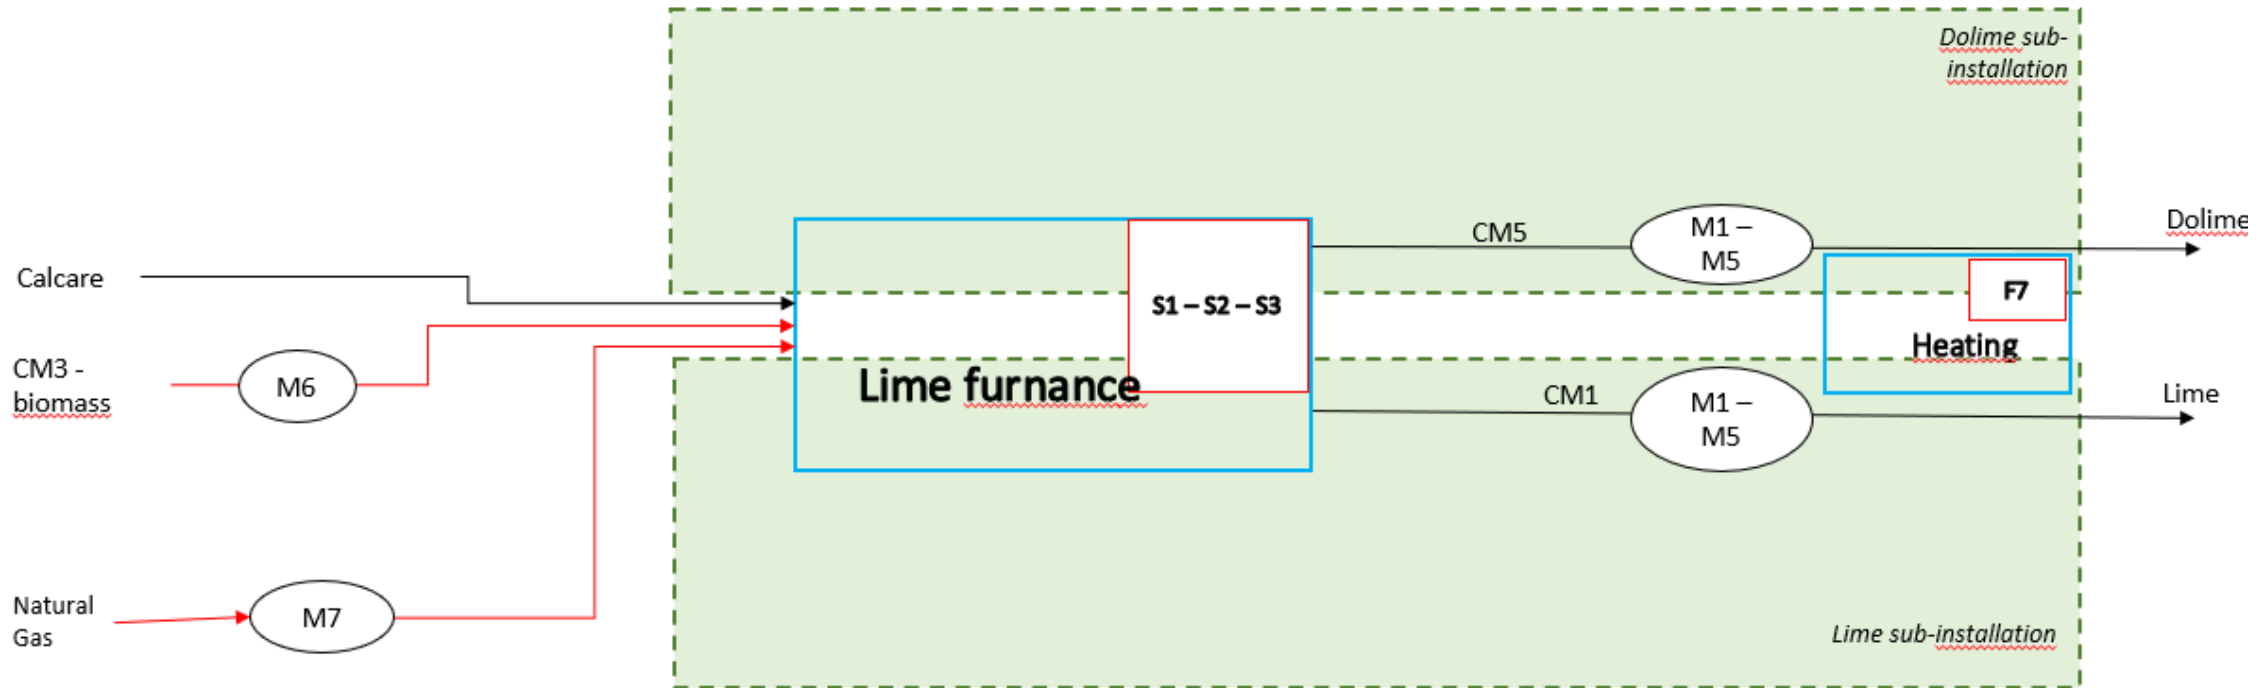 Dolime sub-
installation
Dolime
CM5
M1 –
M5
Calcare
S1 – S2 – S3
F7
Heating
CM3 -
biomass
M6
Lime furnance
CM1
M1 –
M5
Lime
Natural
Gas
M7
Lime sub-installation